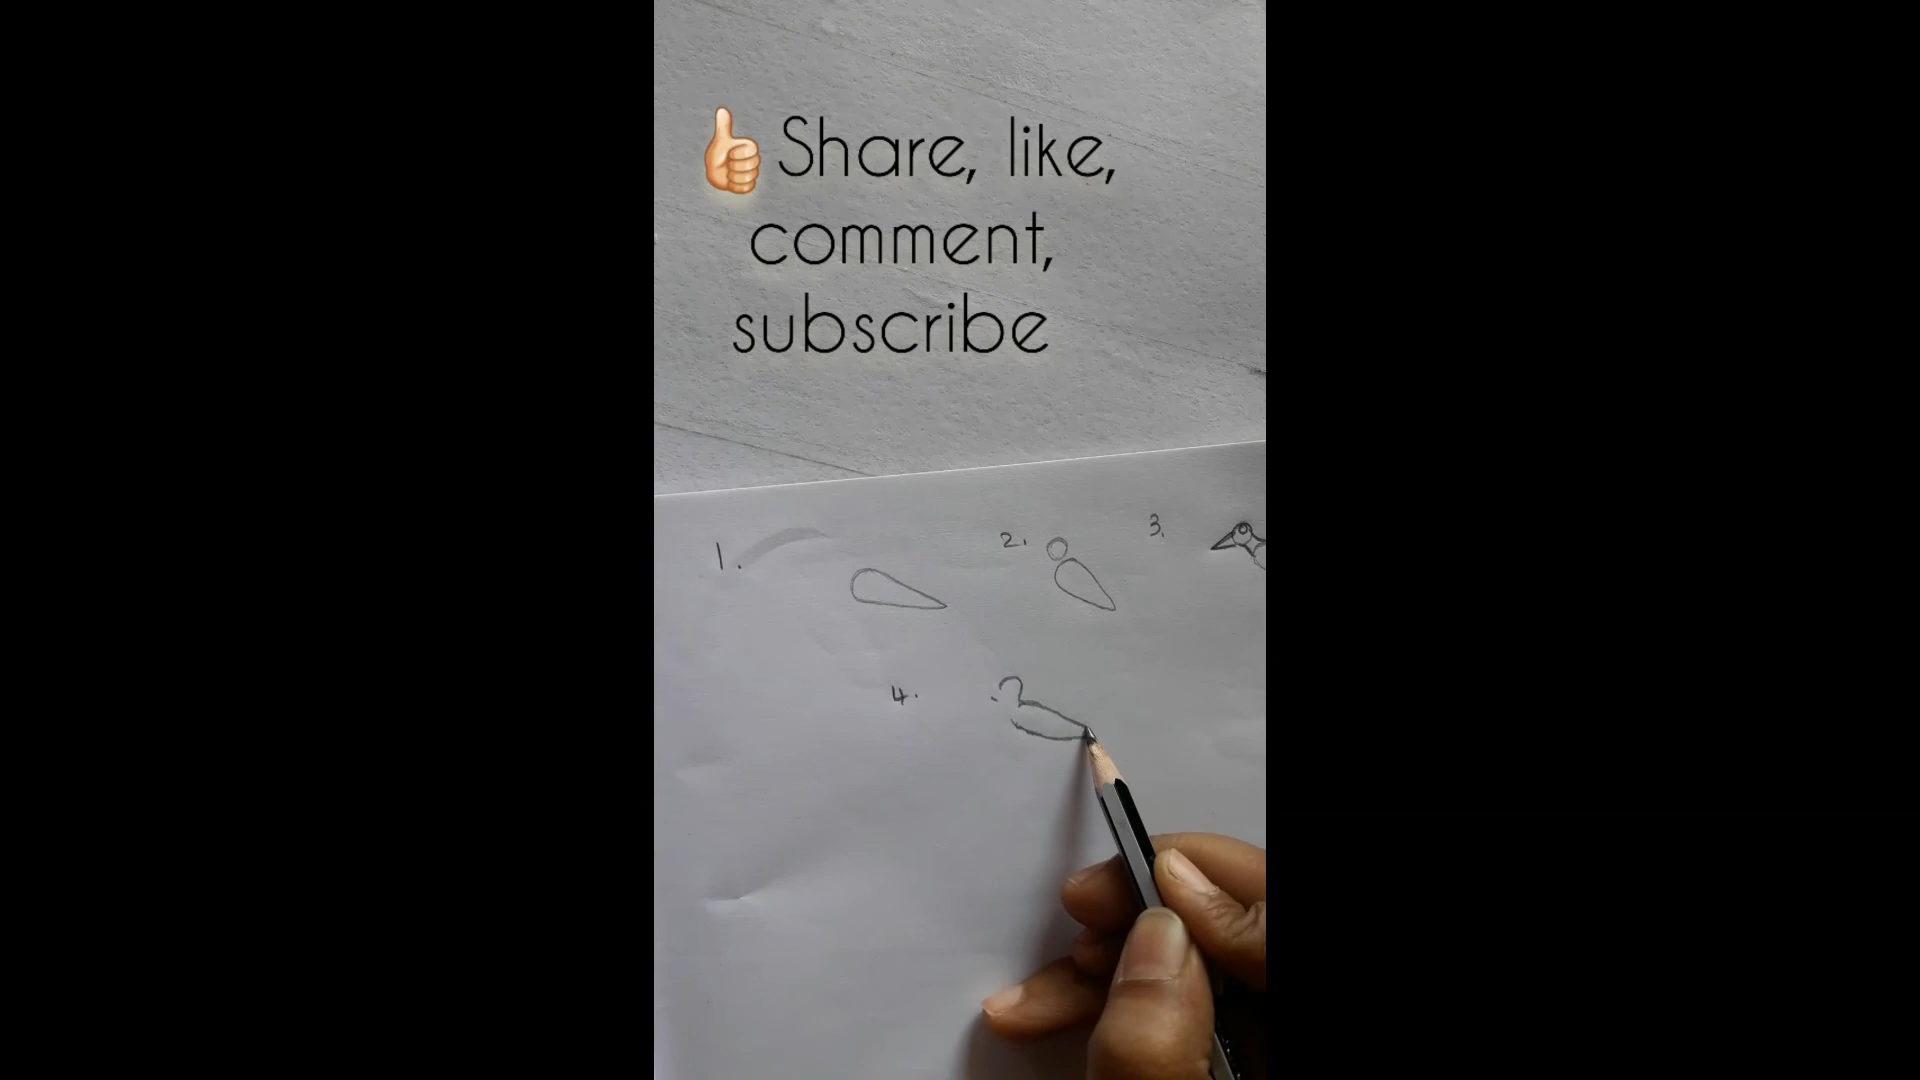 👍🏻Share, like,
comment,
subscribe
1.
2.
3.
4.